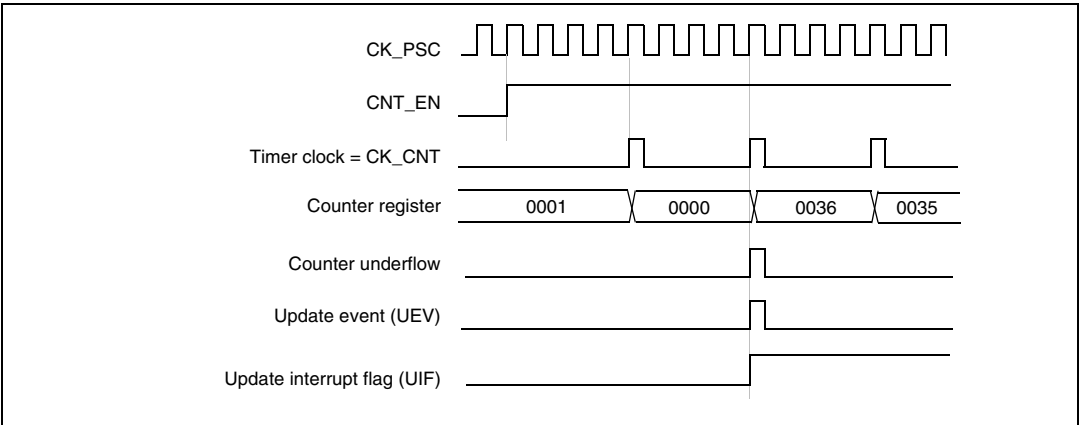 CK_PSC
CNT_EN
Timer clock = CK_CNT
Counter register 0001 0000 0036 0035
Counter underflow
Update event (UEV)
Update interrupt flag (UIF)